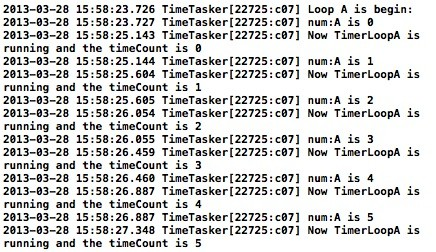 2013-03-28 15:58:23.726 TimeTasker[22725:c07] Loop A is begin:
2013-03-28 15:58:23.727 TimeTasker[22725:c07] num:A is 0
2013-03-28 15:58:25.143 TimeTasker[22725:c07] Now TimerLoopA is
running and the timeCount is 0
2013-03-28 15:58:25.144 TimeTasker[22725:c07] num:A is 1
2013-03-28 15:58:25.604 TimeTasker[22725:c07] Now TimerLoopA is
running and the timeCount is 1
2013-03-28 15:58:25.605 TimeTasker[22725:c07] num:A is 2
2013-03-28 15:58:26.054 TimeTasker[22725:c07] Now TimerLoopA is
running and the timeCount is 2
2013-03-28 15:58:26.055 TimeTasker[22725:c07] num:A is 3
2013-03-28 15:58:26.459 TimeTasker[22725:c07] Now TimerLoopA is
running and the timeCount is 3
2013-03-28 15:58:26.460 TimeTasker[22725:c07] num:A is 4
2013-03-28 15:58:26.887 TimeTasker[22725:c07] Now TimerLoopA is
running and the timeCount is 4
2013-03-28 15:58:26.887 TimeTasker[22725:c07] num:A is 5
2013-03-28 15:58:27.348 TimeTasker[22725:c07] Now TimerLoopA is
running and the timeCount is 5